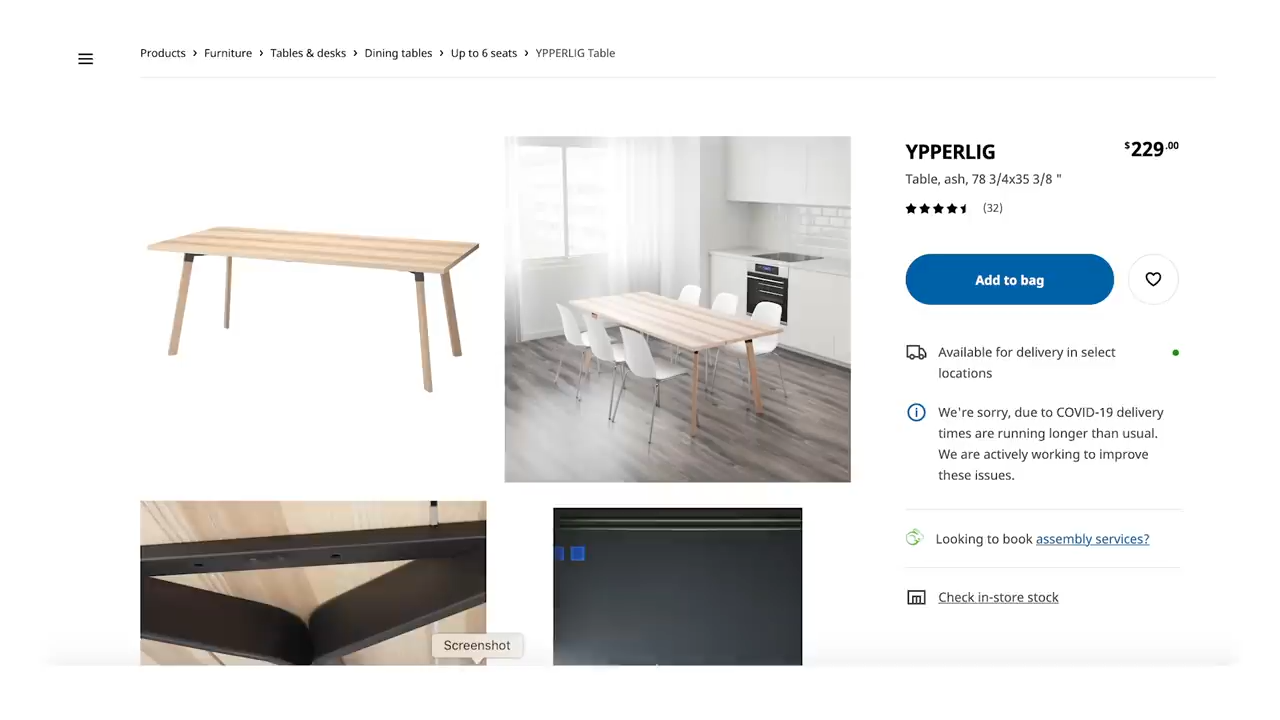 Products › Furniture › Tables & desks › Dining tables › Up to 6 seats › YPPERLIG Table
YPPERLIG
$229.00
Table, ash, 78 3/4x35 3/8 "
(32)
Add to bag
Available for delivery in select
locations
We're sorry, due to COVID-19 delivery
times are running longer than usual.
We are actively working to improve
these issues.
Looking to book assembly services?
Check in-store stock
Screenshot